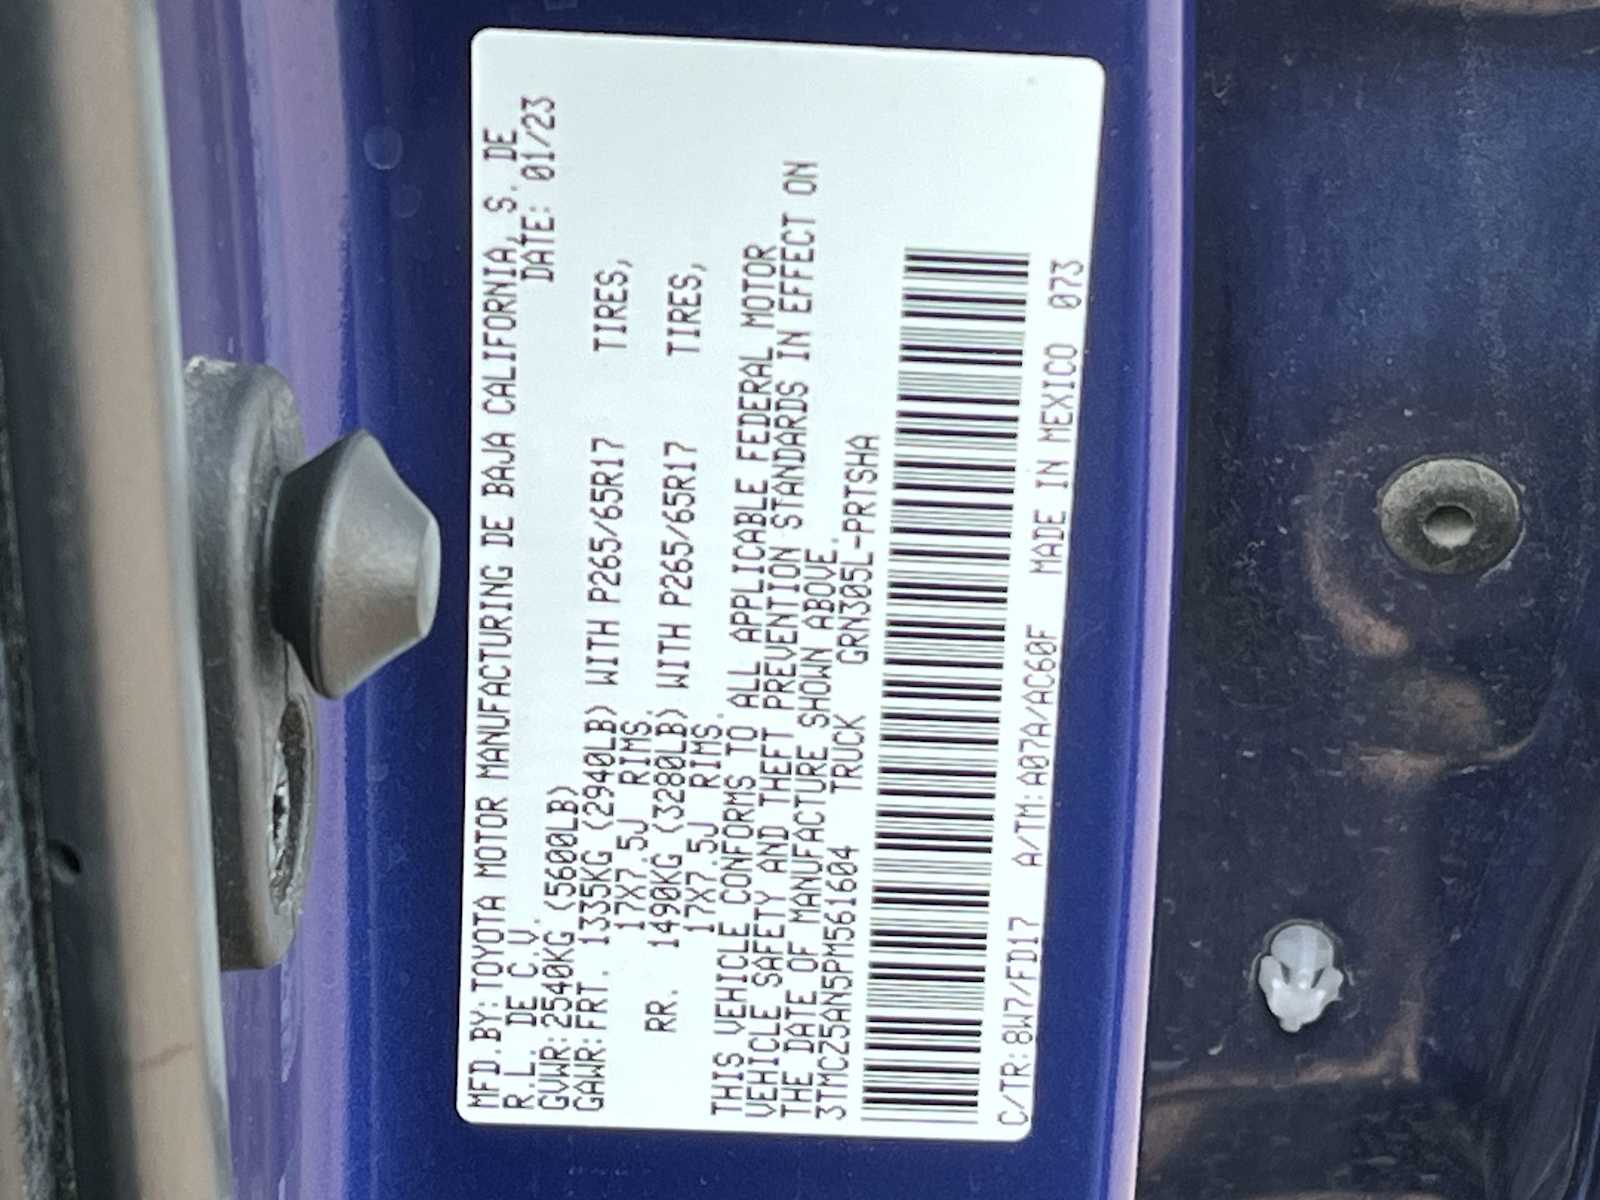 MFD.BY:TOYOTA MOTOR MANUFACTURING DE BAJA CALIFORNIA, S. DE
R.L. DE C.V. DATE: 01/23
GVWR:2540KG (5600LB)
GAWR:FRT. 1335KG (2940LB) WITH P265/65R17 TIRES,
17X7.5J RIMS.
RR. 1490KG (3280LB) WITH P265/65R17 TIRES,
17X7.5J RIMS.
THIS VEHICLE CONFORMS TO ALL APPLICABLE FEDERAL MOTOR
VEHICLE SAFETY AND THEFT PREVENTION STANDARDS IN EFFECT ON
THE DATE OF MANUFACTURE SHOWN ABOVE.
3TMCZ5AN5PM561604 TRUCK GRN305L-PRTSHA
C/TR:8W7/FD17 A/TM:A07A/AC60F MADE IN MEXICO 073